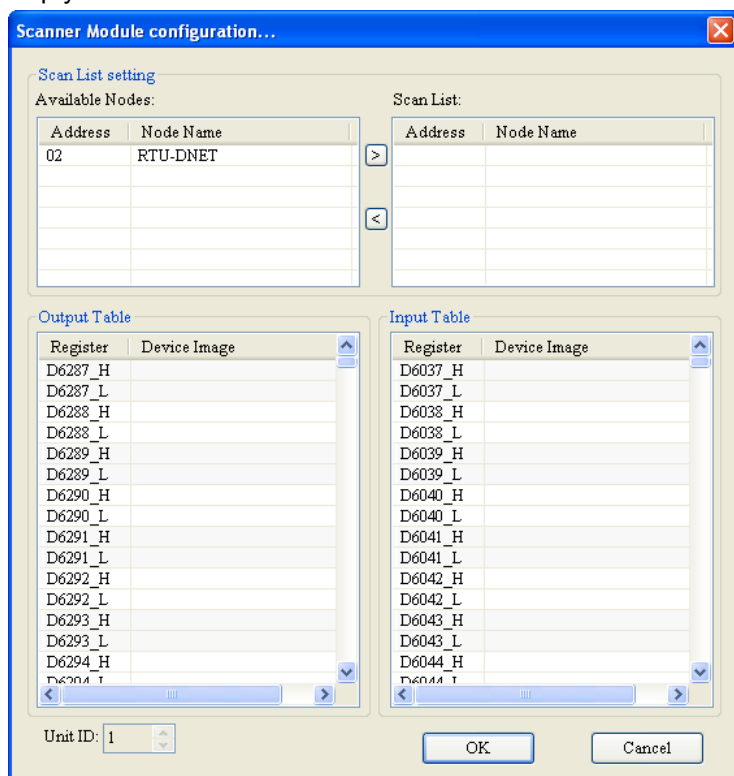 Scanner Module configuration...
Scan List setting
Available Nodes:
Scan List:
Address Node Name
Address Node Name
02 RTU-DNET
>
<
Output Table
Input Table
Register Device Image
Register Device Image
D6287_H
D6037_H
D6287_L
D6037_L
D6288_H
D6038_H
D6288_L
D6038_L
D6289_H
D6039_H
D6289_L
D6039_L
D6290_H
D6040_H
D6290_L
D6040_L
D6291_H
D6041_H
D6291_L
D6041_L
D6292_H
D6042_H
D6292_L
D6042_L
D6293_H
D6043_H
D6293_L
D6043_L
D6294_H
D6044_H
D6294_L
D6044_L
Unit ID: 1
OK
Cancel